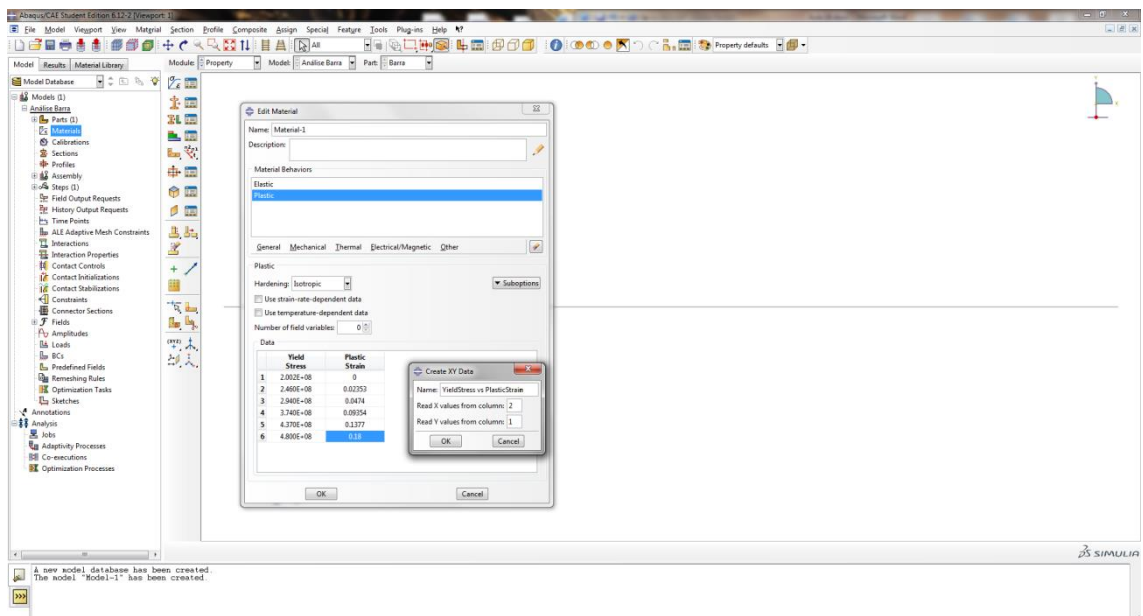 Abaqus/CAE Student Edition 6.12-2 [Viewport: 1]
File Model Viewport View Material Section Profile Composite Assign Special Feature Tools Plug-ins Help
All Property defaults
Model Results Material Library Module: Property Model: Análise Barra Part: Barra
Model Database
Models (1)
Análise Barra
Parts (1)
Materials
Calibrations
Sections
Profiles
Assembly
Steps (1)
Field Output Requests
History Output Requests
Time Points
ALE Adaptive Mesh Constraints
Interactions
Interaction Properties
Contact Controls
Contact Initializations
Contact Stabilizations
Constraints
Connector Sections
Fields
Amplitudes
Loads
BCs
Predefined Fields
Remeshing Rules
Optimization Tasks
Sketches
Annotations
Analysis
Jobs
Adaptivity Processes
Co-executions
Optimization Processes
Edit Material
Name: Material-1
Description:
Material Behaviors
Elastic
Plastic
General Mechanical Thermal Electrical/Magnetic Other
Plastic
Hardening: Isotropic Suboptions
Use strain-rate-dependent data
Use temperature-dependent data
Number of field variables: 0
Data
Yield Plastic
Stress Strain
1 2.002E+08 0
2 2.460E+08 0.02353
3 2.940E+08 0.0474
4 3.740E+08 0.09354
5 4.370E+08 0.1377
6 4.800E+08 0.18
OK Cancel
Create XY Data
Name: YieldStress vs PlasticStrain
Read X values from column: 2
Read Y values from column: 1
OK Cancel
SIMULIA
A new model database has been created.
The model "Model-1" has been created.